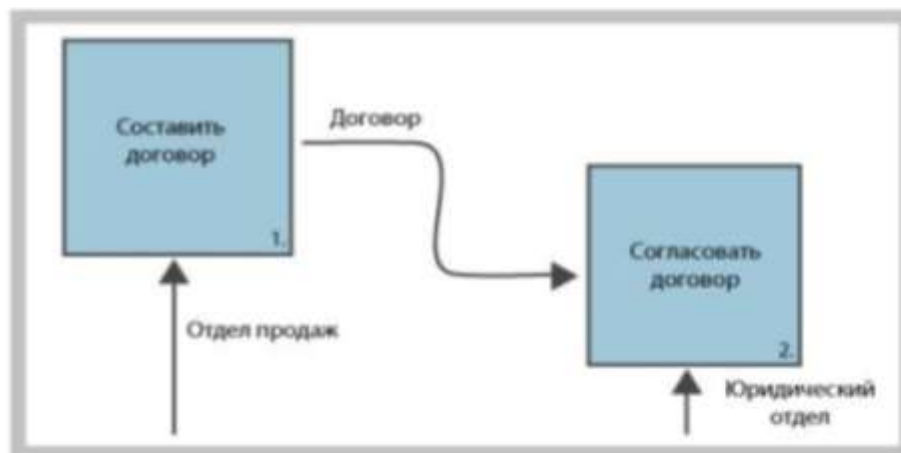 Составить
договор
1.
Договор
Отдел продаж
Согласовать
договор
2.
Юридический
отдел